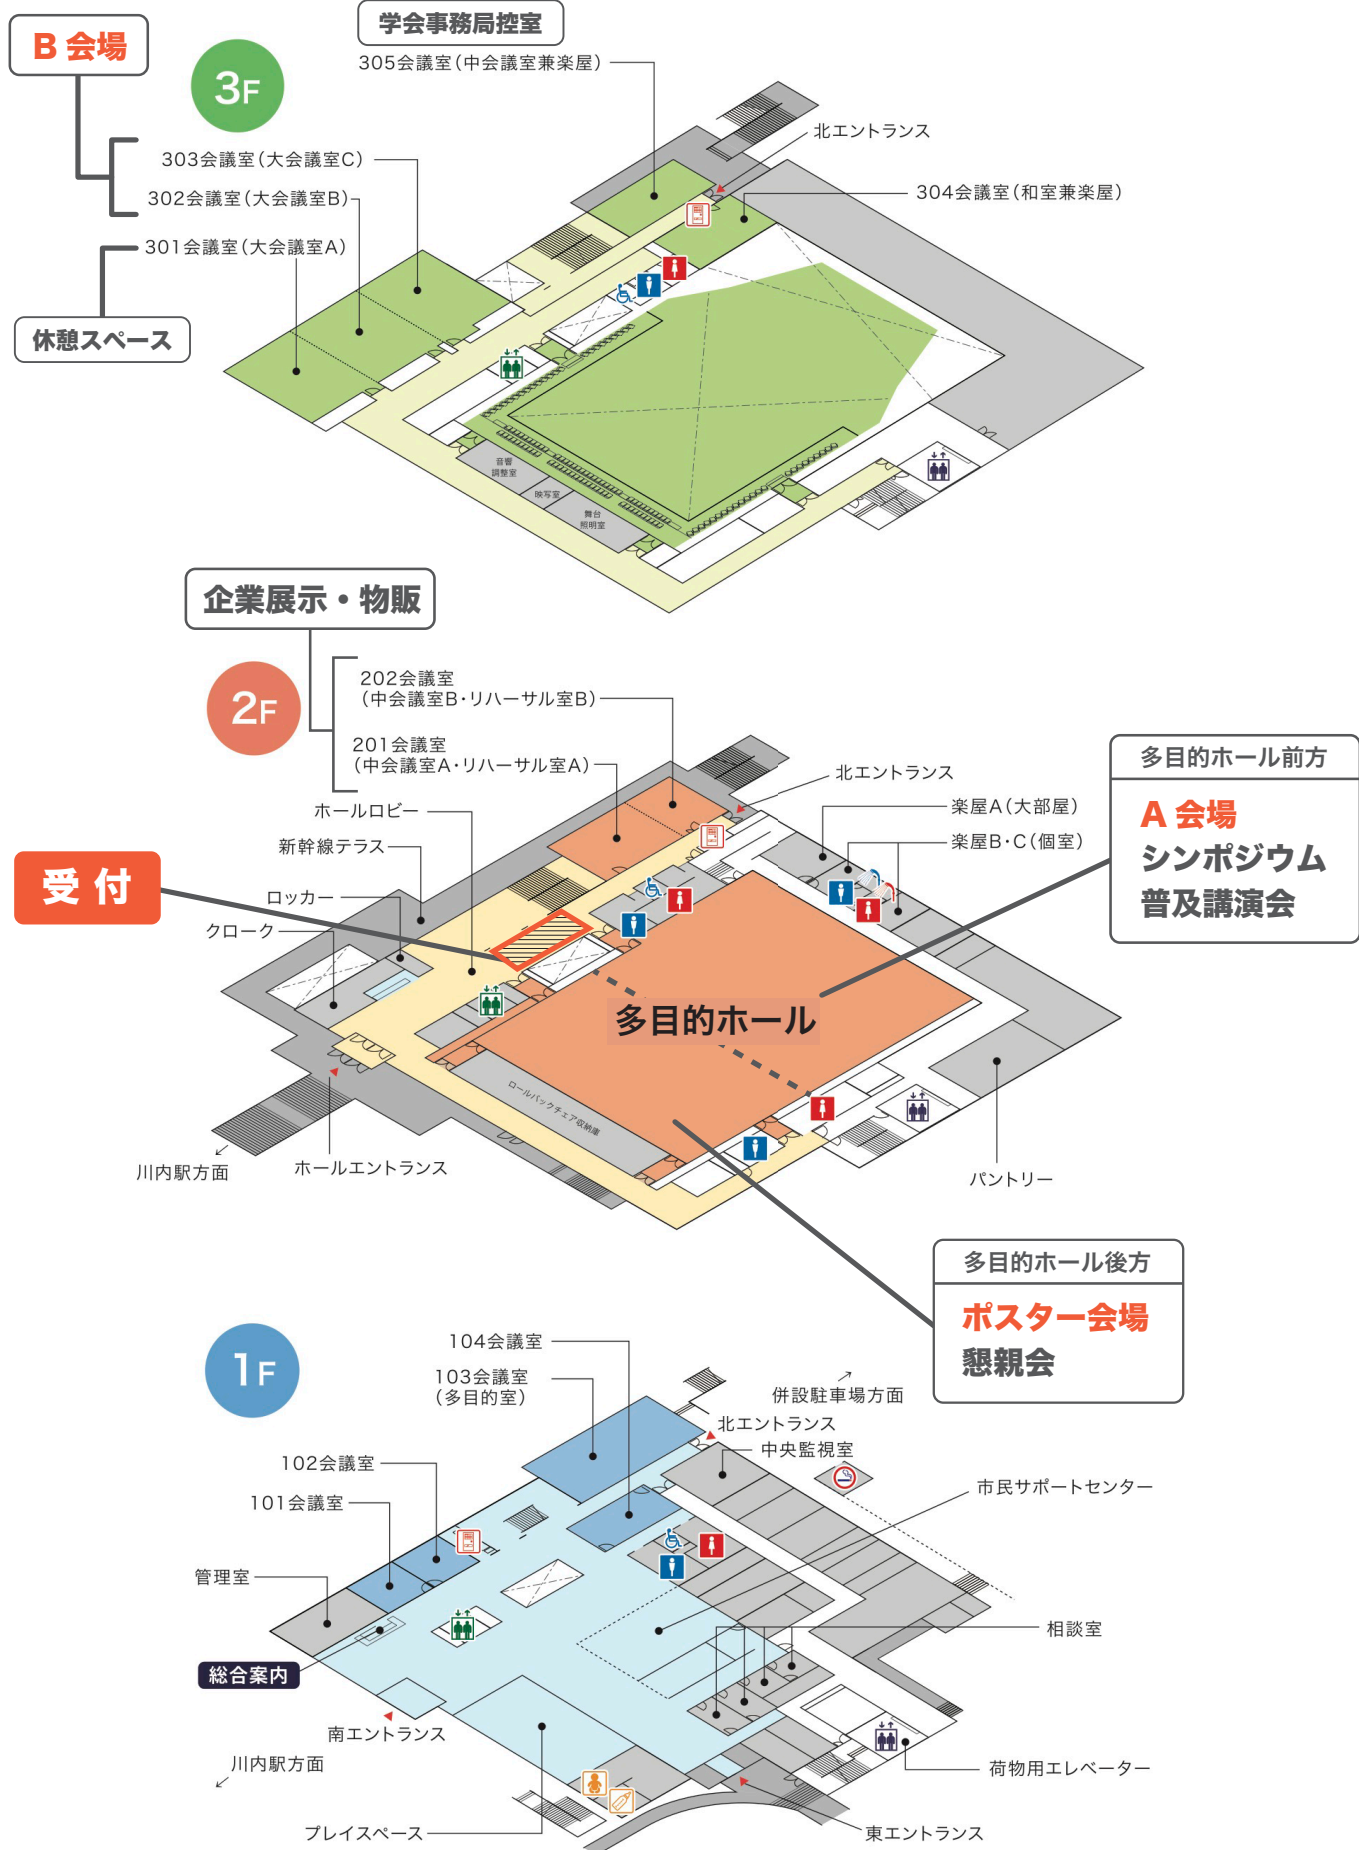 学会事務局控室
B 会場
3F
305会議室(中会議室兼楽屋)
北エントランス
303会議室(大会議室C)
304会議室(和室兼楽屋)
302会議室(大会議室B)
301会議室(大会議室A)
休憩スペース
音響
調整室
映写室
舞台
照明室
企業展示・物販
2F
202会議室
(中会議室B・リハーサル室B)
201会議室
(中会議室A・リハーサル室A)
北エントランス
多目的ホール前方
A 会場
シンポジウム
普及講演会
ホールロビー
楽屋A(大部屋)
新幹線テラス
楽屋B・C(個室)
受付
ロッカー
クローク
多目的ホール
ロールバックチェア収納庫
川内駅方面
ホールエントランス
パントリー
多目的ホール後方
ポスター会場
懇親会
1F
104会議室
103会議室
(多目的室)
併設駐車場方面
北エントランス
中央監視室
102会議室
市民サポートセンター
101会議室
管理室
相談室
総合案内
南エントランス
川内駅方面
荷物用エレベーター
プレイスペース
東エントランス